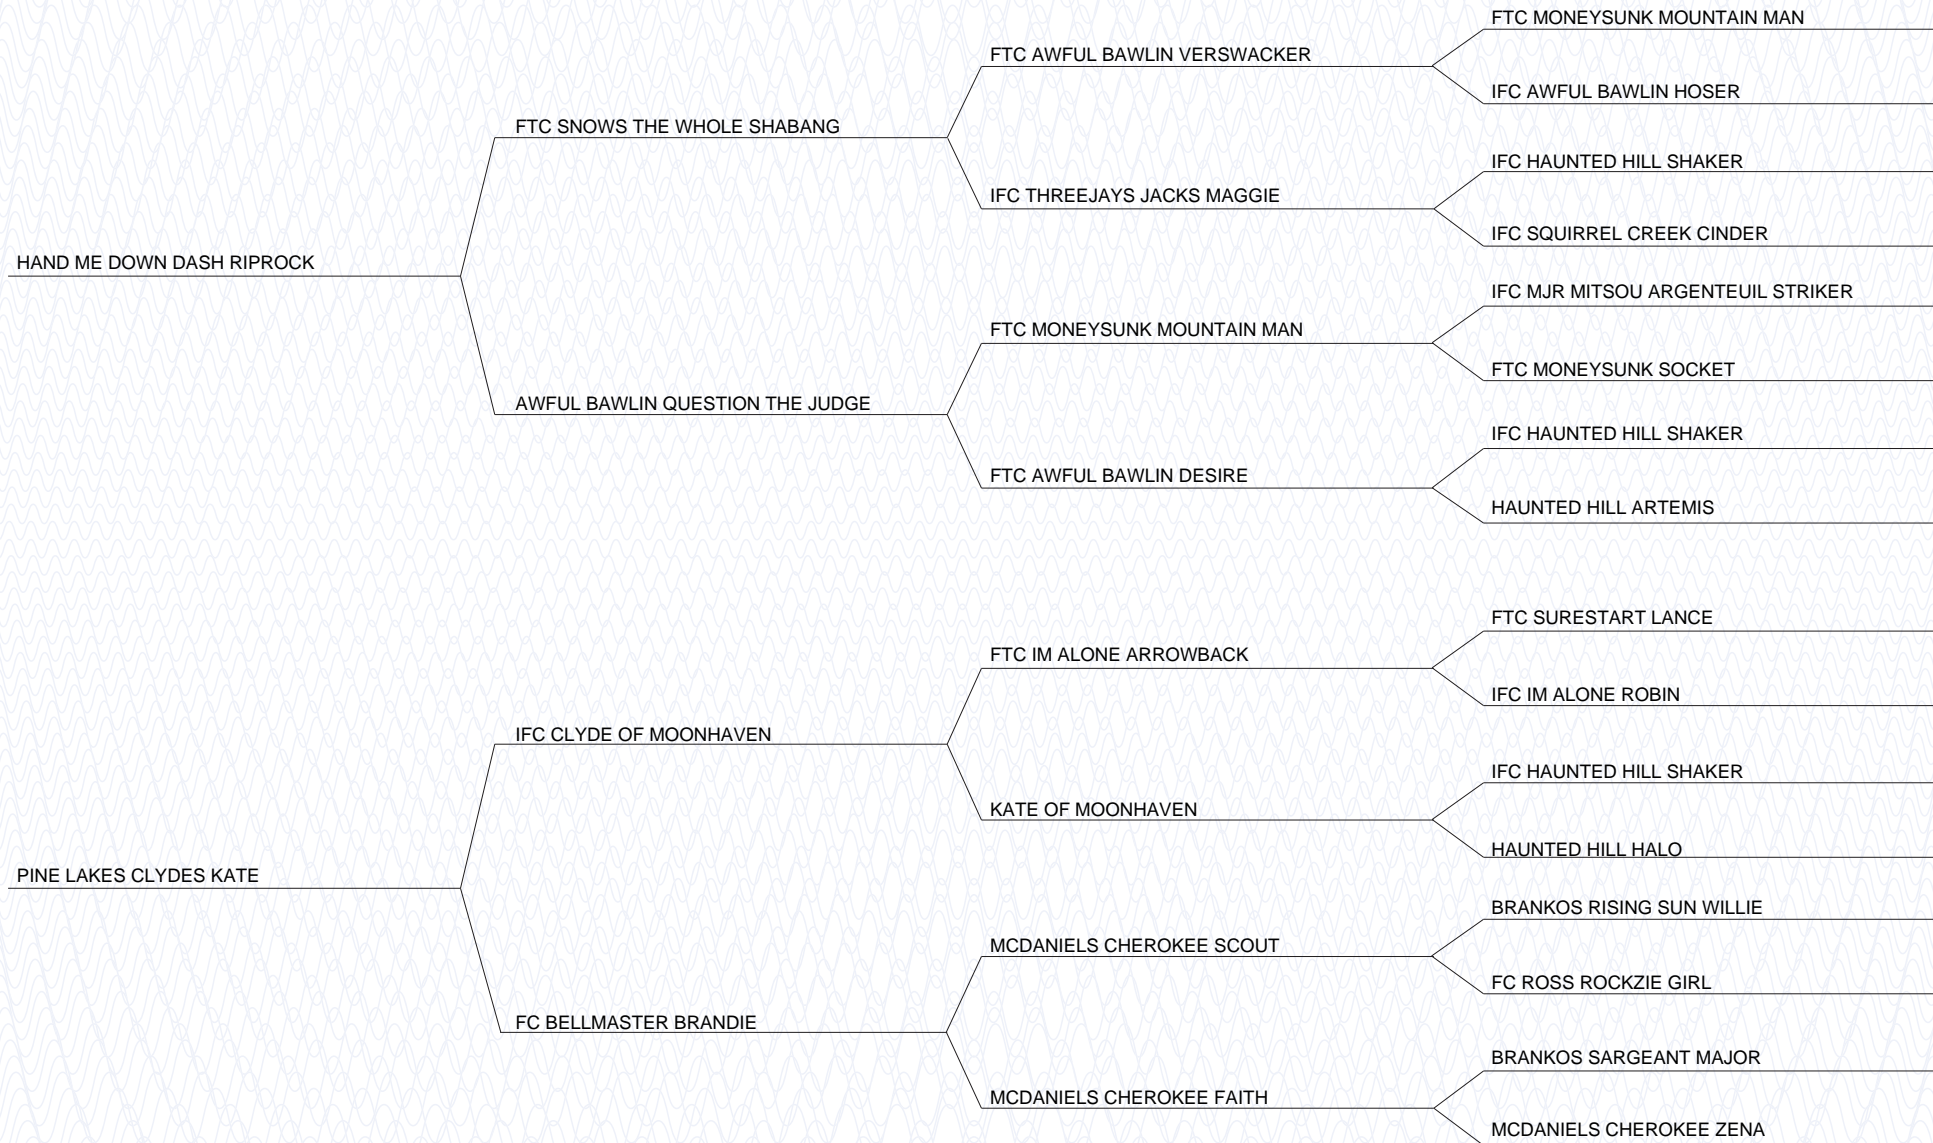 FTC MONEYSUNK MOUNTAIN MAN
FTC AWFUL BAWLIN VERSWACKER
IFC AWFUL BAWLIN HOSER
FTC SNOWS THE WHOLE SHABANG
IFC HAUNTED HILL SHAKER
IFC THREEJAYS JACKS MAGGIE
IFC SQUIRREL CREEK CINDER
HAND ME DOWN DASH RIPROCK
IFC MJR MITSOU ARGENTEUIL STRIKER
FTC MONEYSUNK MOUNTAIN MAN
FTC MONEYSUNK SOCKET
AWFUL BAWLIN QUESTION THE JUDGE
IFC HAUNTED HILL SHAKER
FTC AWFUL BAWLIN DESIRE
HAUNTED HILL ARTEMIS
FTC SURESTART LANCE
FTC IM ALONE ARROWBACK
IFC IM ALONE ROBIN
IFC CLYDE OF MOONHAVEN
IFC HAUNTED HILL SHAKER
KATE OF MOONHAVEN
HAUNTED HILL HALO
PINE LAKES CLYDES KATE
BRANKOS RISING SUN WILLIE
MCDANIELS CHEROKEE SCOUT
FC ROSS ROCKZIE GIRL
FC BELLMASTER BRANDIE
BRANKOS SARGEANT MAJOR
MCDANIELS CHEROKEE FAITH
MCDANIELS CHEROKEE ZENA